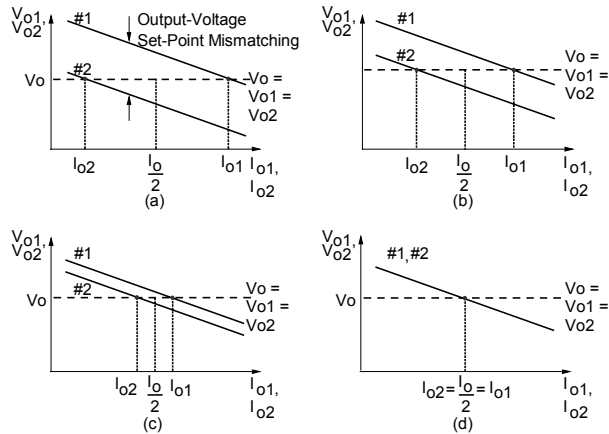 Vo1,
Vo2
#1
Output-Voltage
Set-Point Mismatching
#2
Vo
Vo =
Vo1 =
Vo2
Io2
Io
2
Io1
Io1,
Io2
(a)
Vo1,
Vo2
#1
#2
Vo =
Vo1 =
Vo2
Io2
Io
2
Io1
Io1,
Io2
(b)
Vo1,
Vo2
#1
#2
Vo
Vo =
Vo1 =
Vo2
Io2
Io
2
Io1
Io1,
Io2
(c)
Vo1,
Vo2
#1,#2
Vo
Vo =
Vo1 =
Vo2
Io2 = Io = Io1
2
Io1,
Io2
(d)